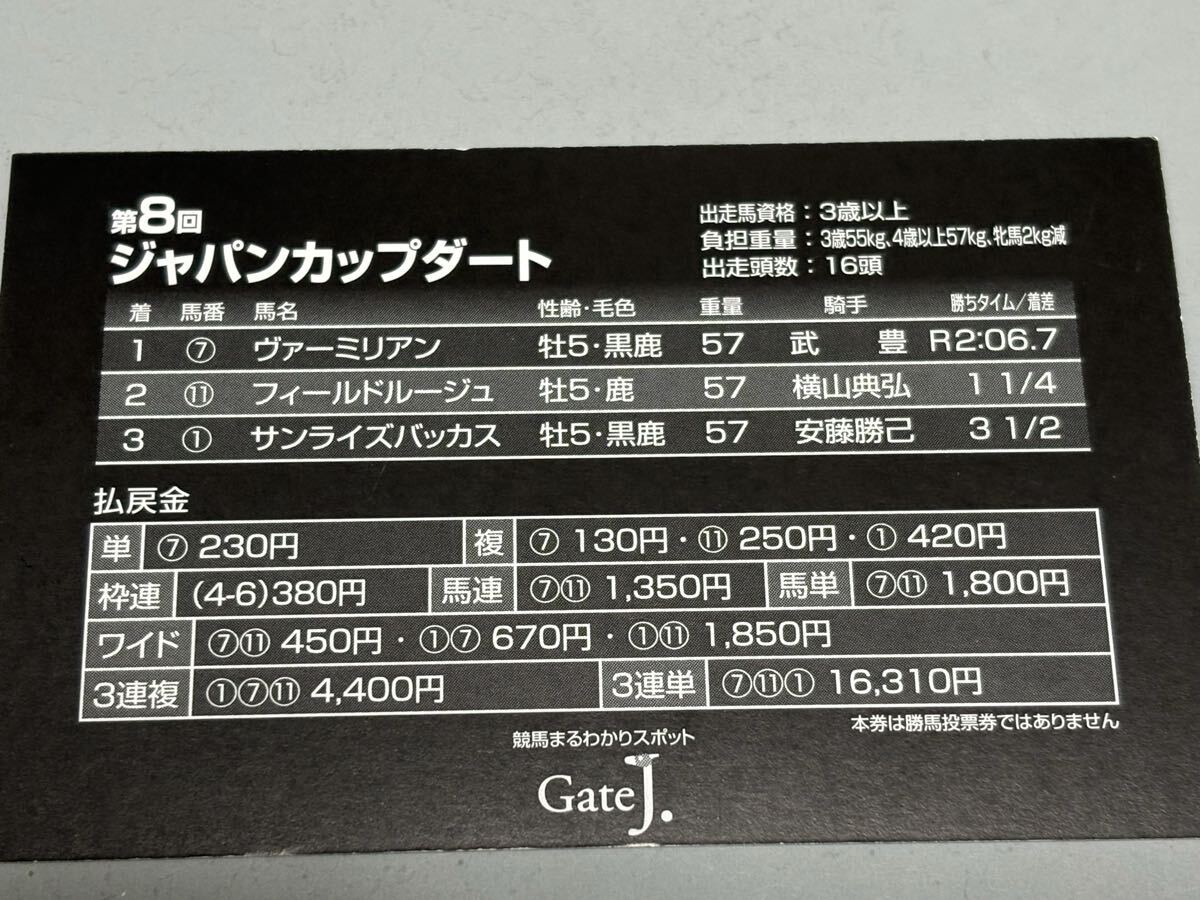 第8回
ジャパンカップダート
出走馬資格：3歳以上
負担重量：3歳55kg、4歳以上57kg、牝馬2kg減
出走頭数：16頭
着 馬番 馬名 性齢・毛色 重量 騎手 勝ちタイム/着差
1 ⑦ ヴァーミリアン 牡5・黒鹿 57 武 豊 R2:06.7
2 ⑪ フィールドルージュ 牡5・鹿 57 横山典弘 1 1/4
3 ① サンライズバッカス 牡5・黒鹿 57 安藤勝己 3 1/2
払戻金
単 ⑦ 230円 複 ⑦ 130円・⑪ 250円・① 420円
枠連 (4-6)380円 馬連 ⑦⑪ 1,350円 馬単 ⑦⑪ 1,800円
ワイド ⑦⑪ 450円・①⑦ 670円・①⑪ 1,850円
3連複 ①⑦⑪ 4,400円 3連単 ⑦⑪① 16,310円
本券は勝馬投票券ではありません
競馬まるわかりスポット
Gate J.